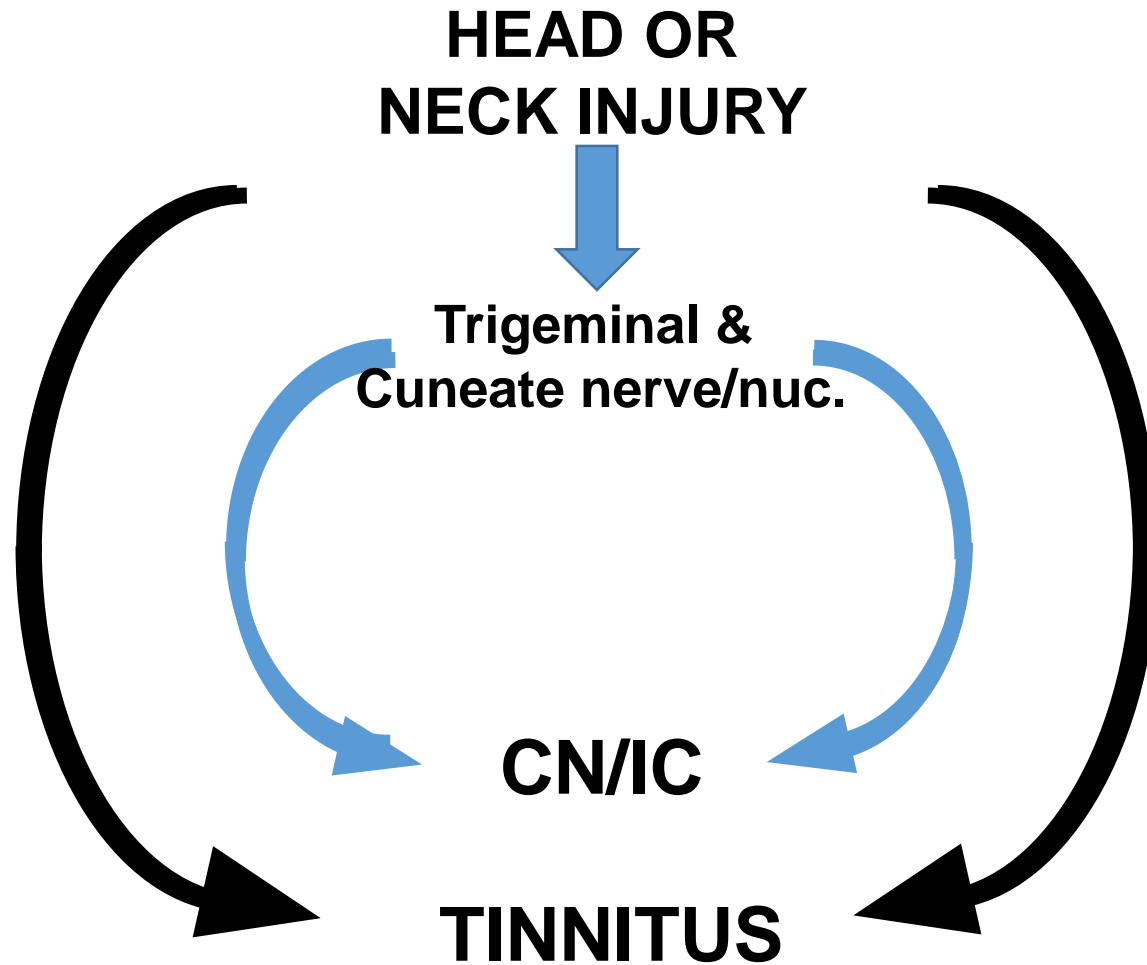 HEAD OR
NECK INJURY
Trigeminal &
Cuneate nerve/nuc.
CN/IC
TINNITUS